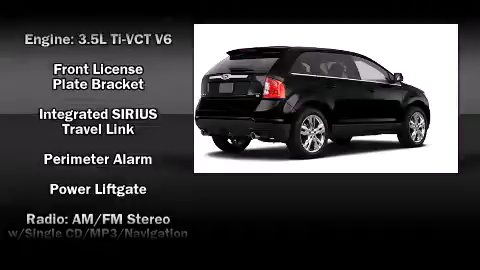 Engine: 3.5L Ti-VCT V6
Front License
Plate Bracket
Integrated SIRIUS
Travel Link
Perimeter Alarm
Power Liftgate
Radio: AM/FM Stereo
w/Single CD/MP3/Navigation